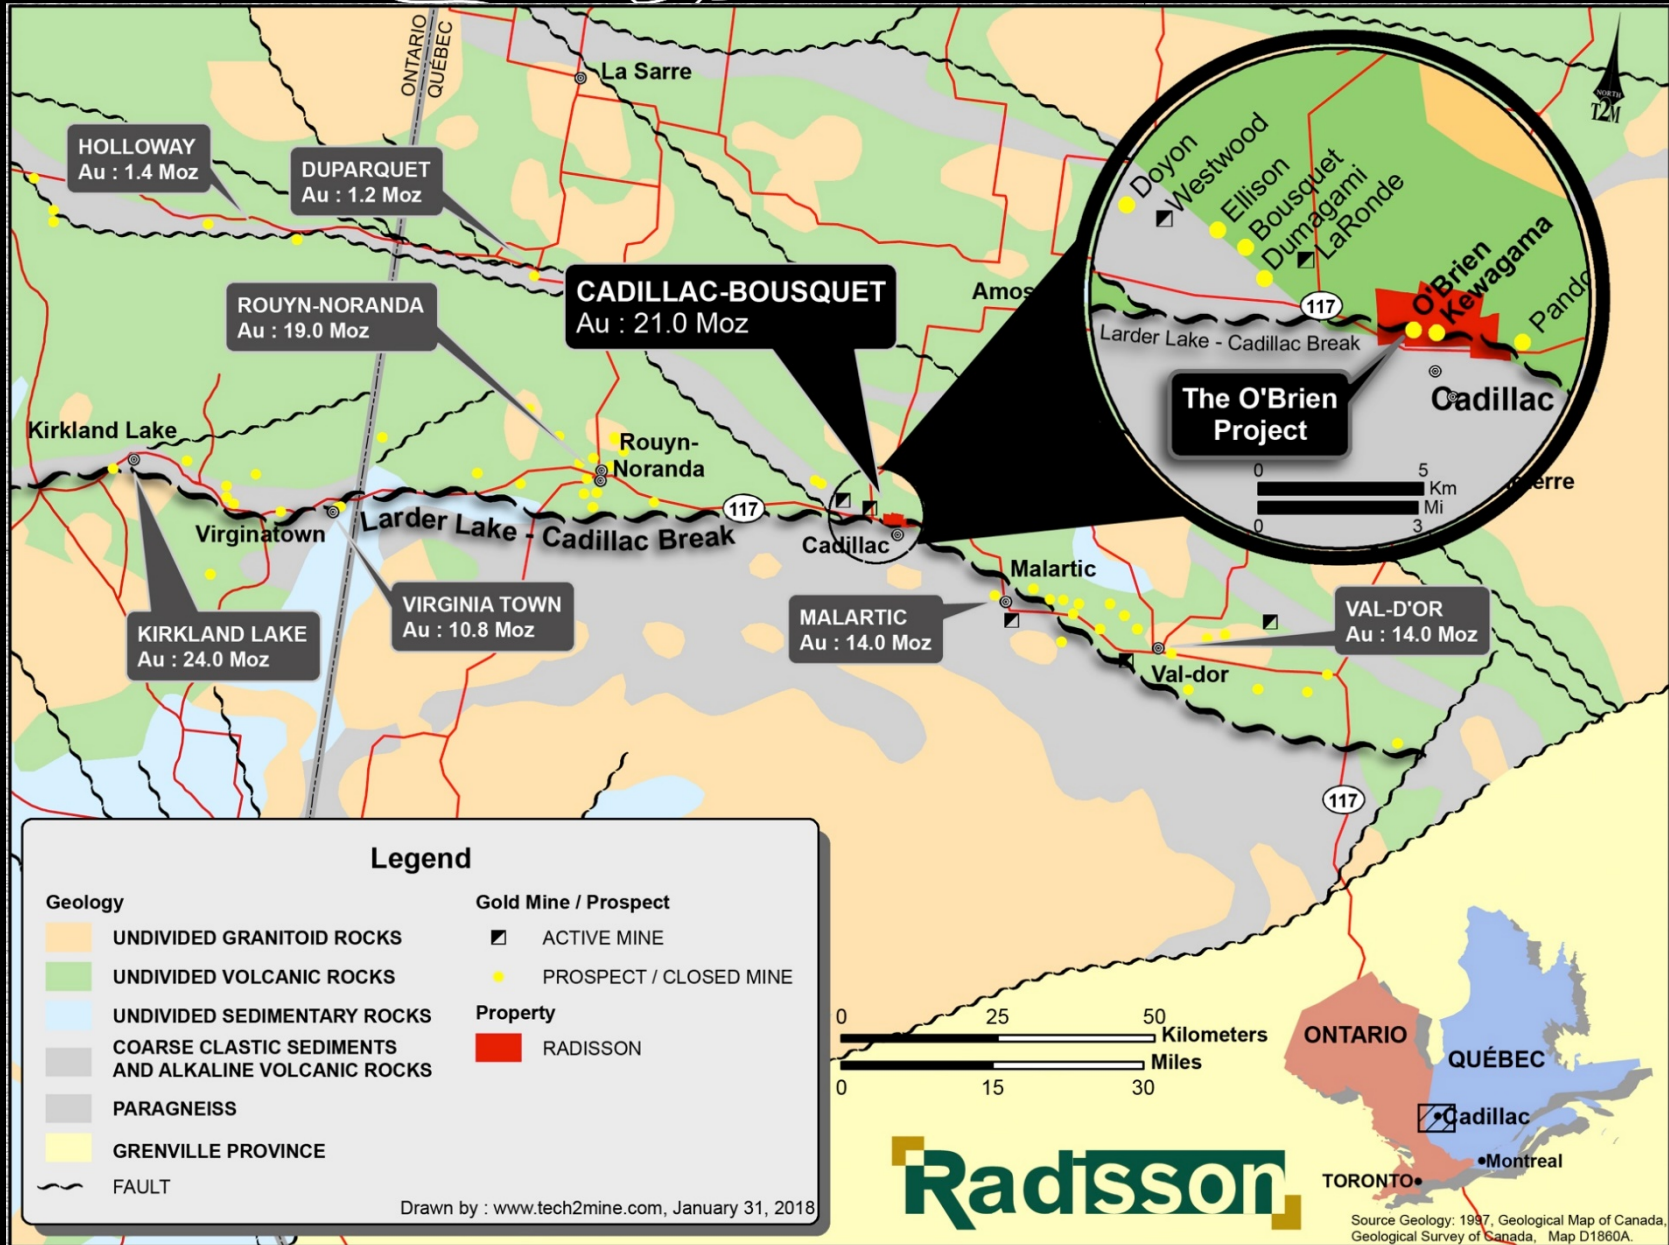 ONTARIO
QUÉBEC
La Sarre
HOLLOWAY
Au : 1.4 Moz
DUPARQUET
Au : 1.2 Moz
ROUYN-NORANDA
Au : 19.0 Moz
CADILLAC-BOUSQUET
Au : 21.0 Moz
Amos
NORTH
T2M
Doyon
Westwood
Ellison
Bousquet
Dumagami
LaRonde
117
O'Brien
Kewagama
Larder Lake - Cadillac Break
The O'Brien
Project
Cadillac
0 5
Km
Mi
0 3
Kirkland Lake
Rouyn-
Noranda
Virginatown
Larder Lake - Cadillac Break
117
Cadillac
KIRKLAND LAKE
Au : 24.0 Moz
VIRGINIA TOWN
Au : 10.8 Moz
Malartic
MALARTIC
Au : 14.0 Moz
VAL-D'OR
Au : 14.0 Moz
Val-dor
117
Legend
Geology
UNDIVIDED GRANITOID ROCKS
UNDIVIDED VOLCANIC ROCKS
UNDIVIDED SEDIMENTARY ROCKS
COARSE CLASTIC SEDIMENTS
AND ALKALINE VOLCANIC ROCKS
PARAGNEISS
GRENVILLE PROVINCE
FAULT
Gold Mine / Prospect
ACTIVE MINE
PROSPECT / CLOSED MINE
Property
RADISSON
Drawn by : www.tech2mine.com, January 31, 2018
0 25 50
Kilometers
Miles
0 15 30
Radisson
ONTARIO
QUÉBEC
Cadillac
Montreal
TORONTO
Source Geology: 1997, Geological Map of Canada,
Geological Survey of Canada, Map D1860A.